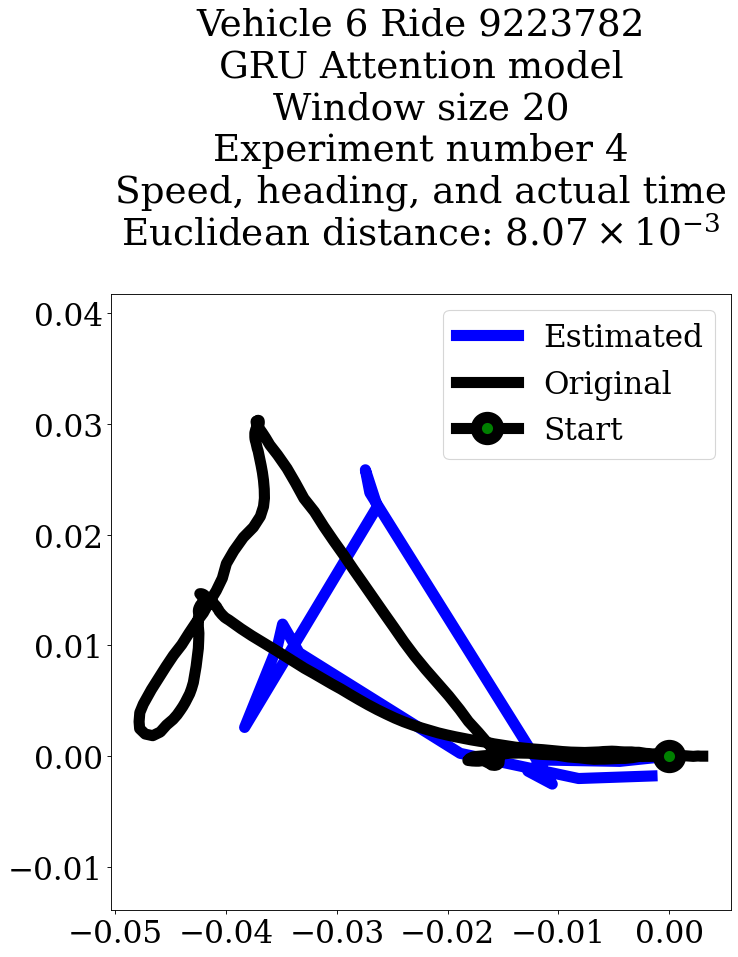 Vehicle 6 Ride 9223782
GRU Attention model
Window size 20
Experiment number 4
Speed, heading, and actual time
Euclidean distance: 8.07 × 10⁻³
Estimated
Original
Start
0.04
0.03
0.02
0.01
0.00
−0.01
−0.05 −0.04 −0.03 −0.02 −0.01 0.00